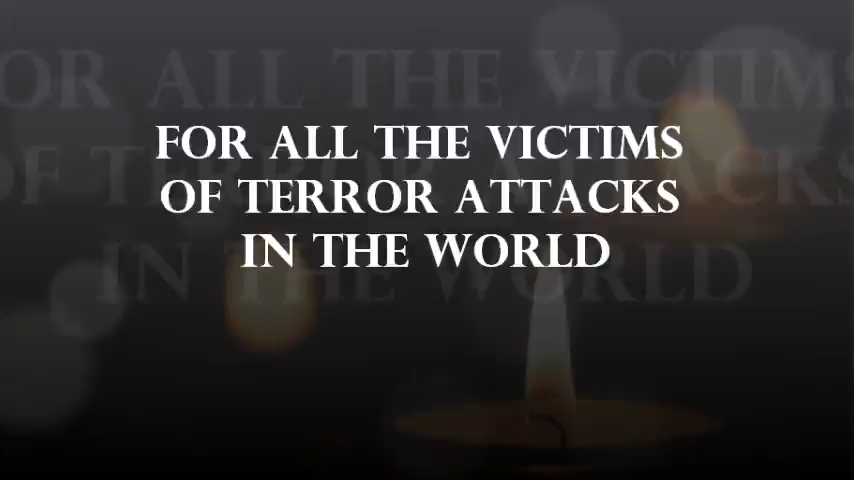 FOR ALL THE VICTIMS
OF TERROR ATTACKS
IN THE WORLD